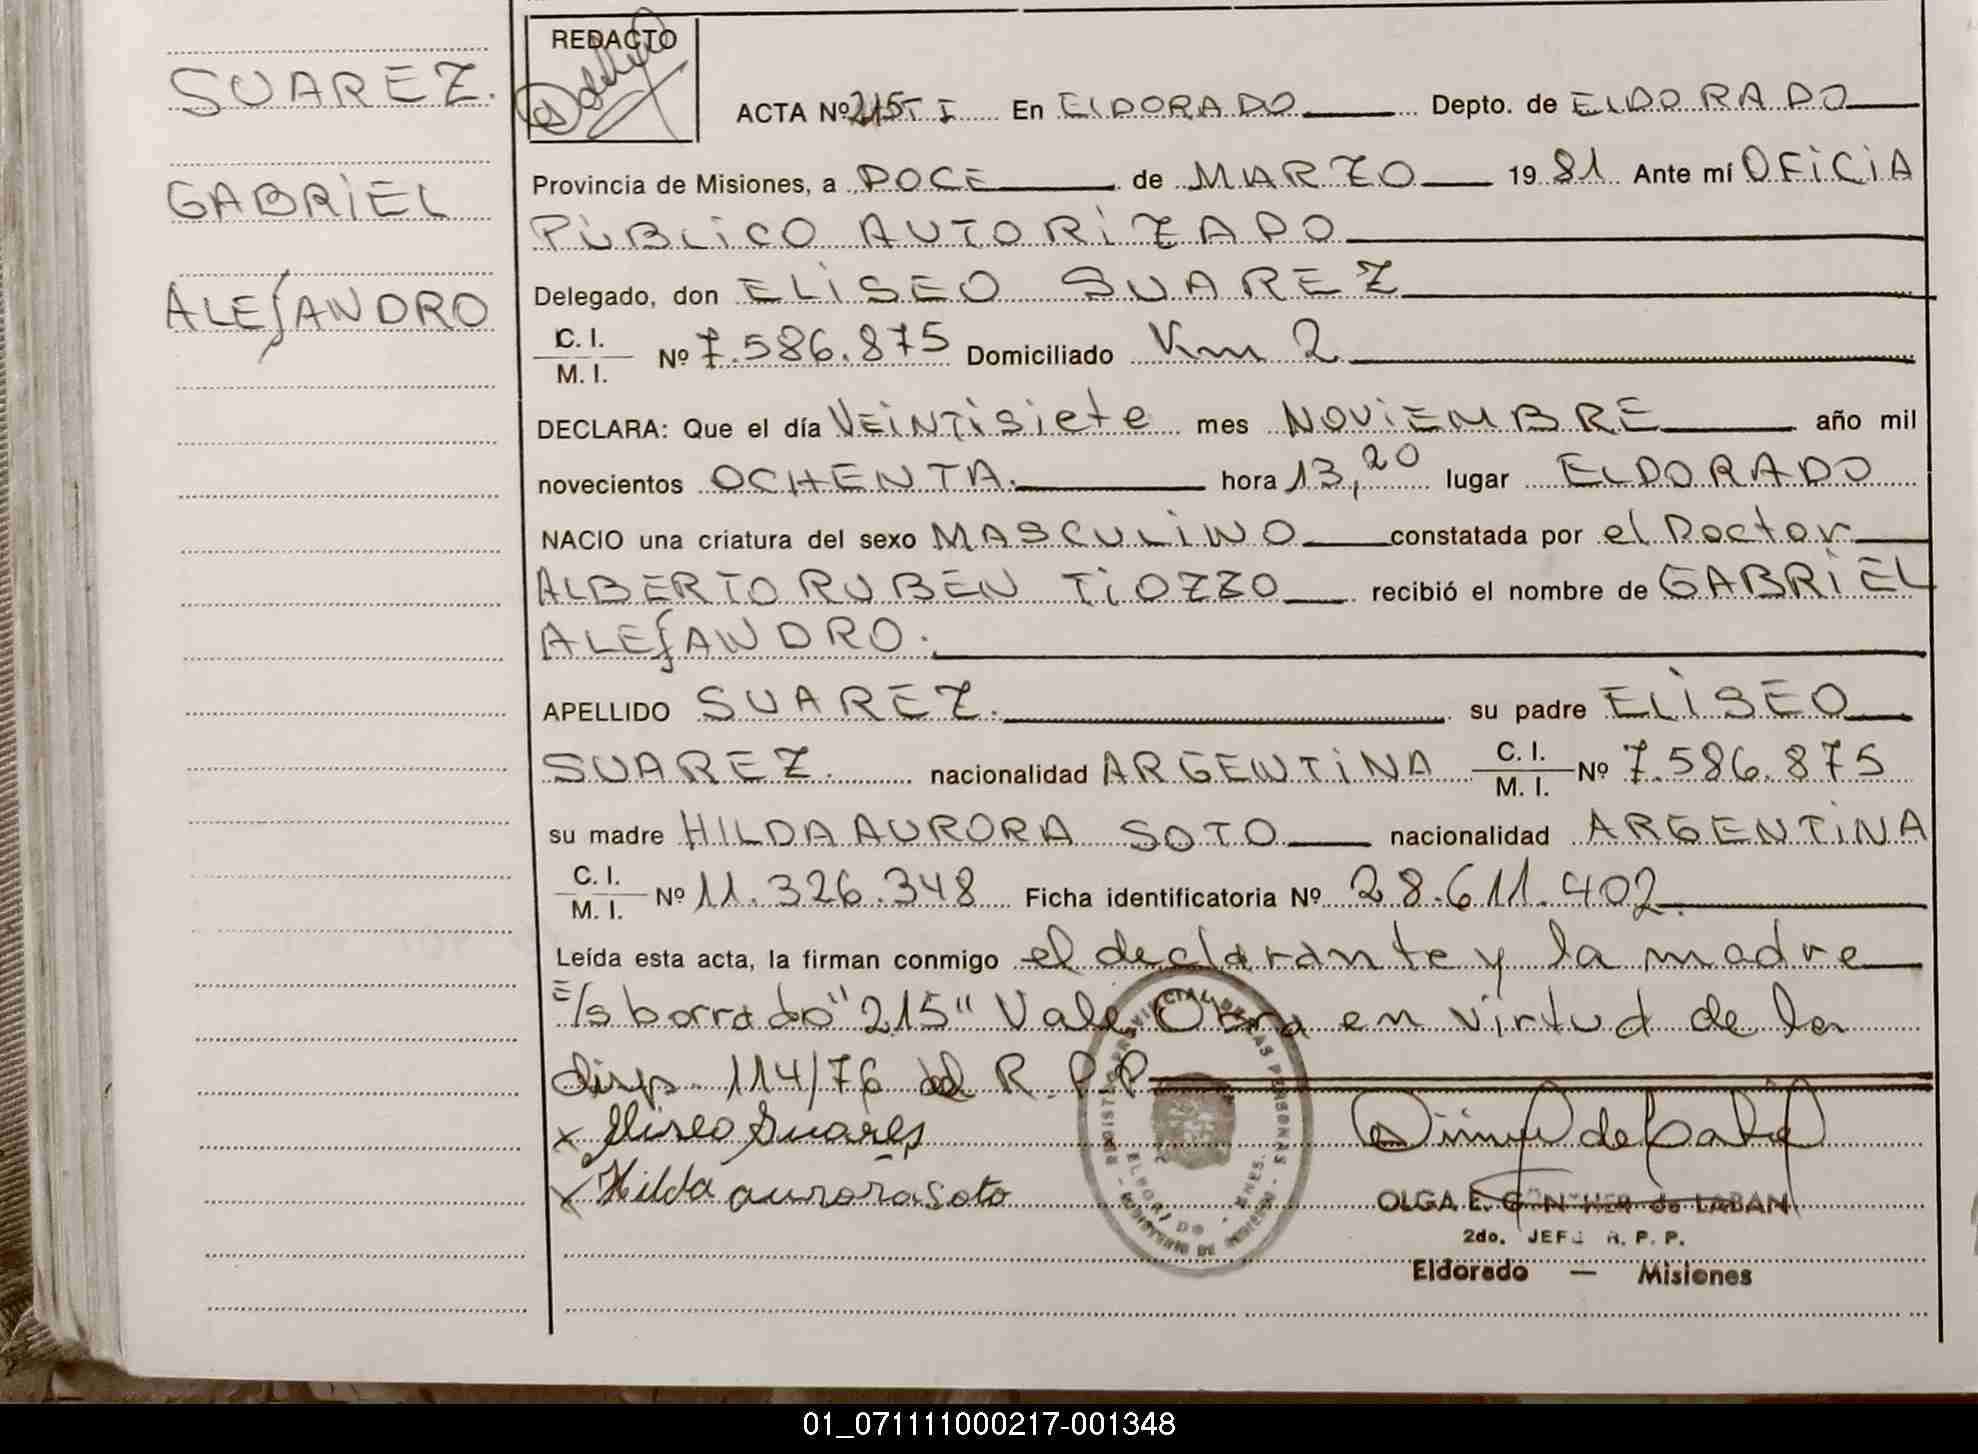 SUAREZ.
GABRIEL
ALEJANDRO
REDACTO
ACTA Nº 215 T I En ELDORADO Depto. de ELDORADO
Provincia de Misiones, a DOCE de MARZO 1981 Ante mí OFICIA
PUBLICO AUTORIZADO
Delegado, don ELISEO SUAREZ
C. I. / M. I. Nº 7.586.875 Domiciliado Km 2
DECLARA: Que el día VEINTISIETE mes NOVIEMBRE año mil
novecientos OCHENTA. hora 13,20 lugar ELDORADO
NACIO una criatura del sexo MASCULINO constatada por el Doctor
ALBERTO RUBEN TIOZZO recibió el nombre de GABRIEL
ALEJANDRO.
APELLIDO SUAREZ. su padre ELISEO
SUAREZ. nacionalidad ARGENTINA C. I. / M. I. Nº 7.586.875
su madre HILDA AURORA SOTO nacionalidad ARGENTINA
C. I. / M. I. Nº 11.326.348 Ficha identificatoria Nº 28.611.402.
Leída esta acta, la firman conmigo el declarante y la madre
E/s borrado "215" Vale Obra en virtud de la
disp. 114/76 del R.P.P.
x Eliseo Suares
x Hilda aurora Soto
OLGA E. GÜNTHER de LABAN
2do. JEFE R. P. P.
Eldorado — Misiones
01_071111000217-001348